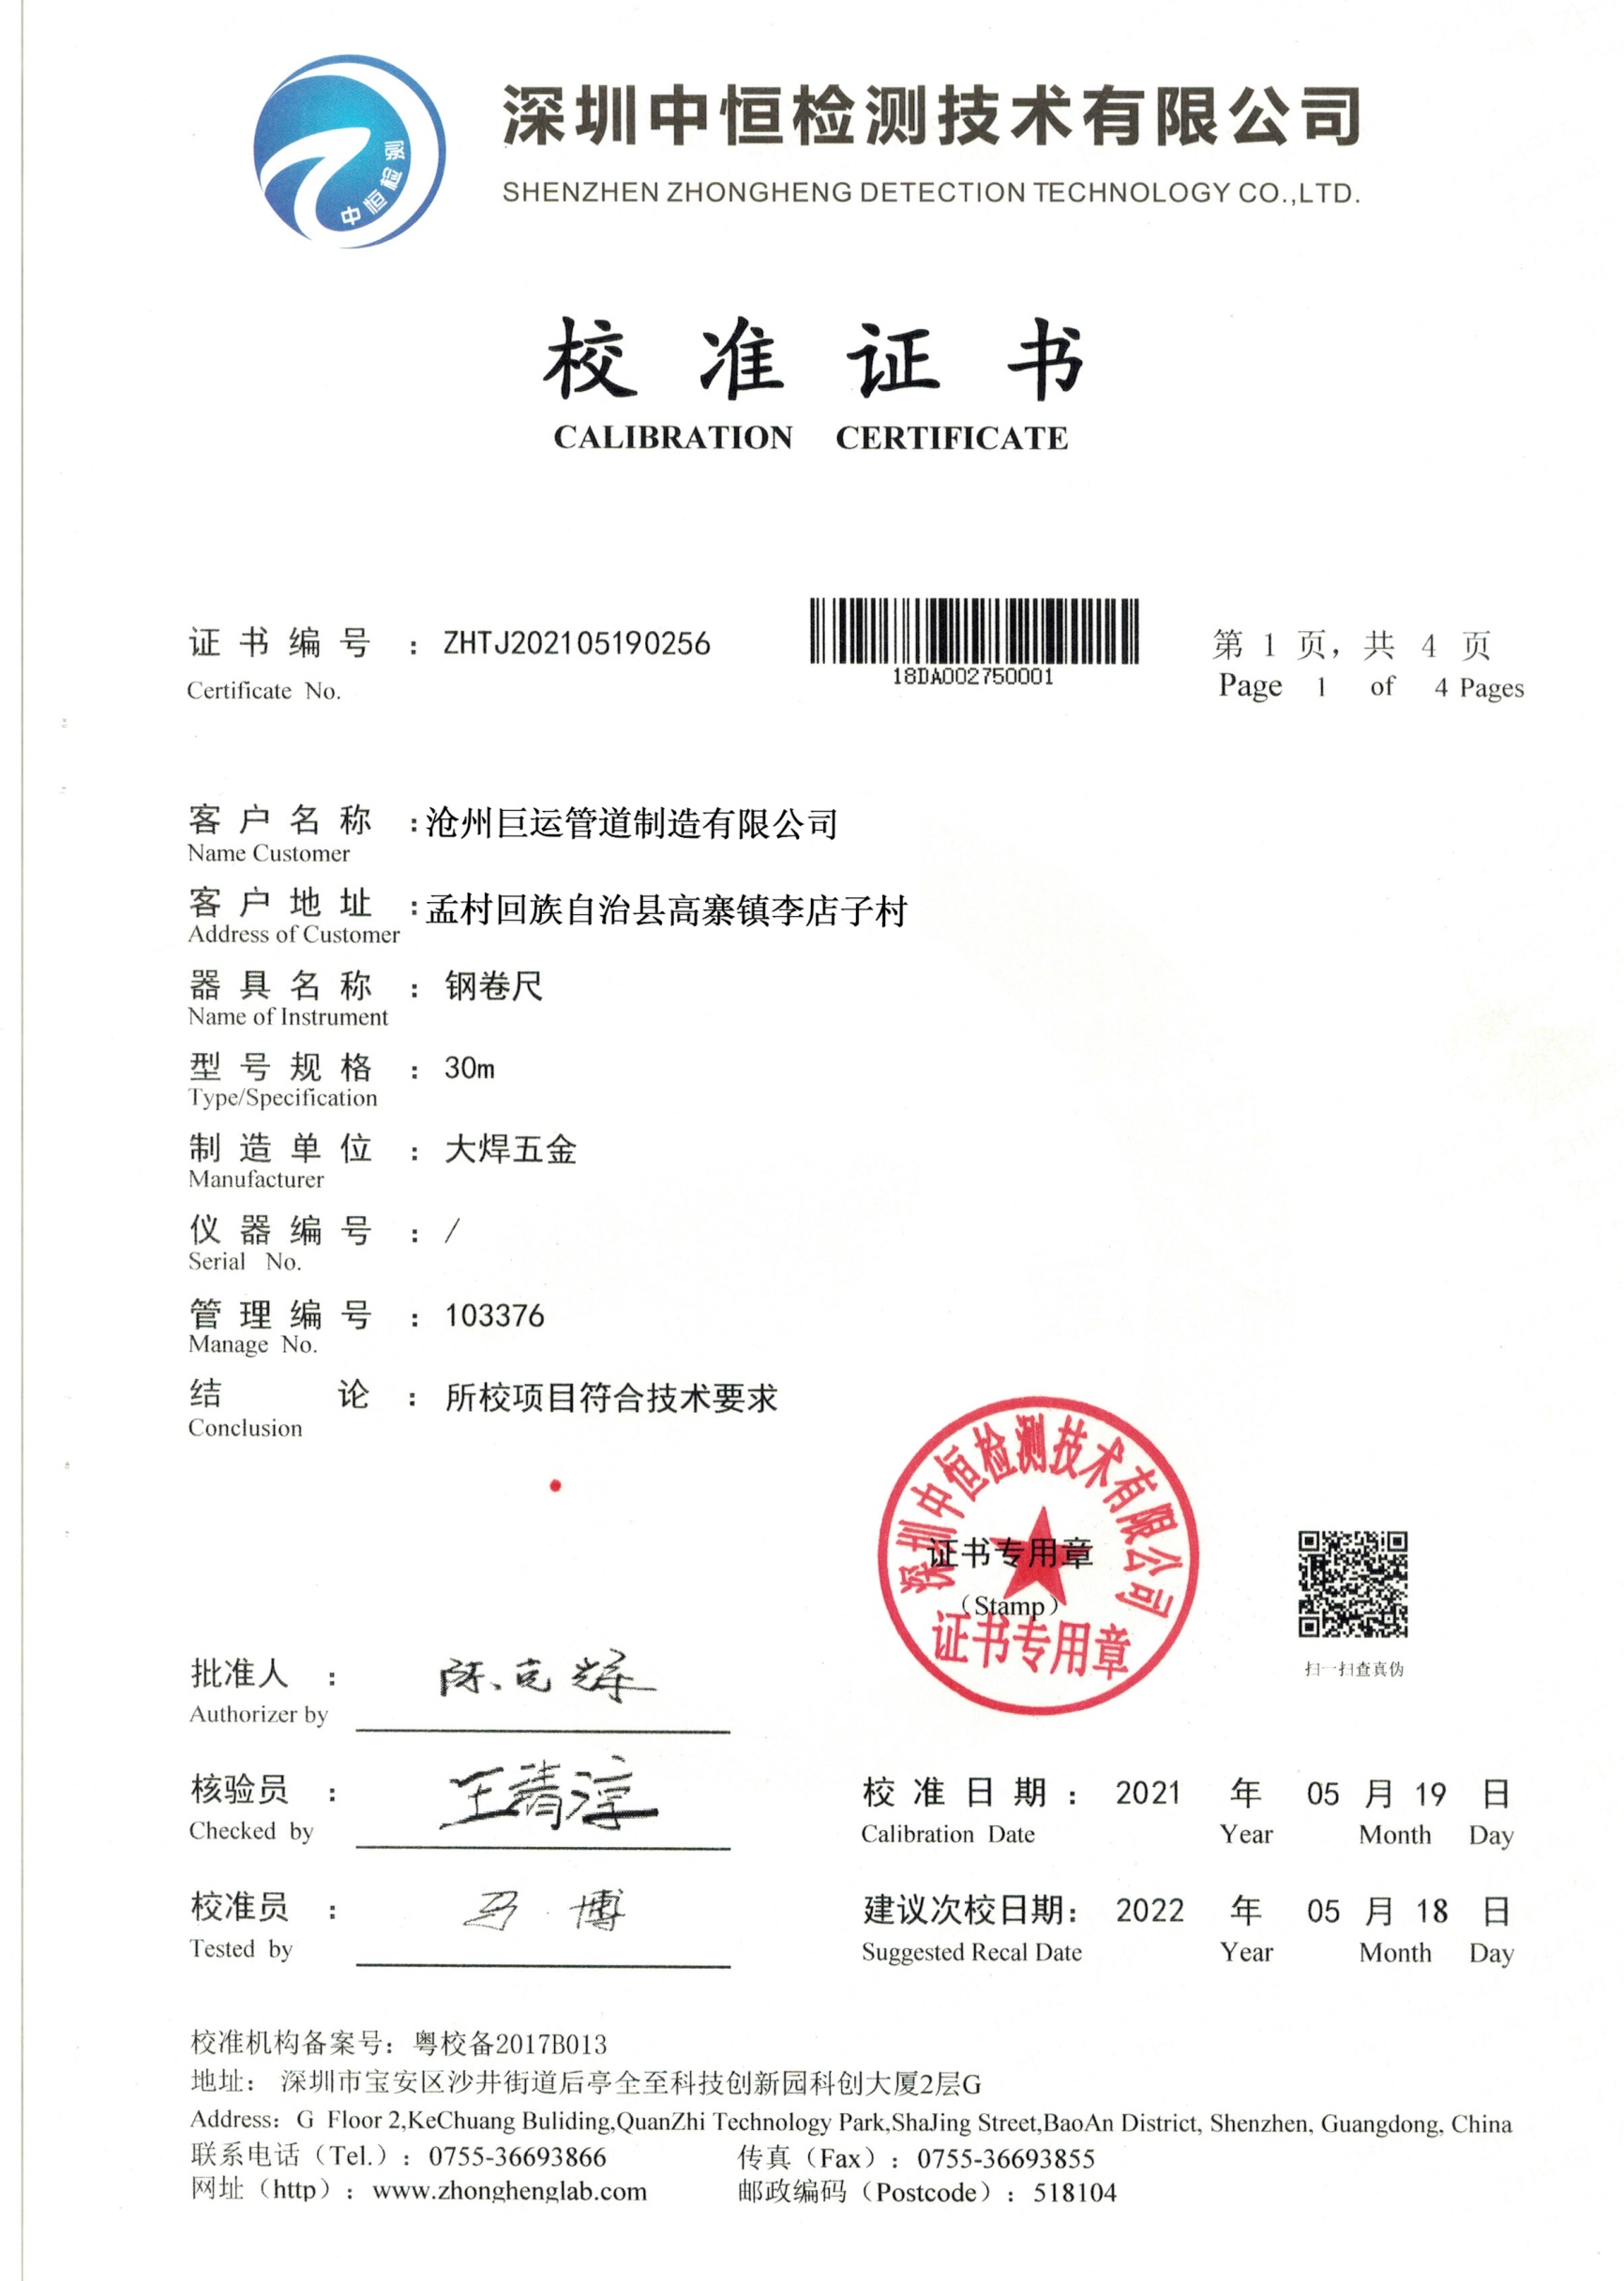 中恒检测
深圳中恒检测技术有限公司
SHENZHEN ZHONGHENG DETECTION TECHNOLOGY CO.,LTD.
校准证书
CALIBRATION CERTIFICATE
证书编号 : ZHTJ202105190256
Certificate No.
18DA002750001
第 1 页, 共 4 页
Page 1 of 4 Pages
客户名称 : 沧州巨运管道制造有限公司
Name Customer
客户地址 : 孟村回族自治县高寨镇李店子村
Address of Customer
器具名称 : 钢卷尺
Name of Instrument
型号规格 : 30m
Type/Specification
制造单位 : 大焊五金
Manufacturer
仪器编号 : /
Serial No.
管理编号 : 103376
Manage No.
结论 : 所校项目符合技术要求
Conclusion
深圳中恒检测技术有限公司
证书专用章
(Stamp)
证书专用章
扫一扫查真伪
批准人 : 陈克辉
Authorizer by
核验员 : 王清淳
Checked by
校准员 : 马博
Tested by
校准日期: 2021 年 05 月 19 日
Calibration Date Year Month Day
建议次校日期: 2022 年 05 月 18 日
Suggested Recal Date Year Month Day
校准机构备案号: 粤校备2017B013
地址: 深圳市宝安区沙井街道后亭全至科技创新园科创大厦2层G
Address: G Floor 2,KeChuang Buliding,QuanZhi Technology Park,ShaJing Street,BaoAn District, Shenzhen, Guangdong, China
联系电话 (Tel.) : 0755-36693866 传真 (Fax) : 0755-36693855
网址 (http) : www.zhonghenglab.com 邮政编码 (Postcode) : 518104